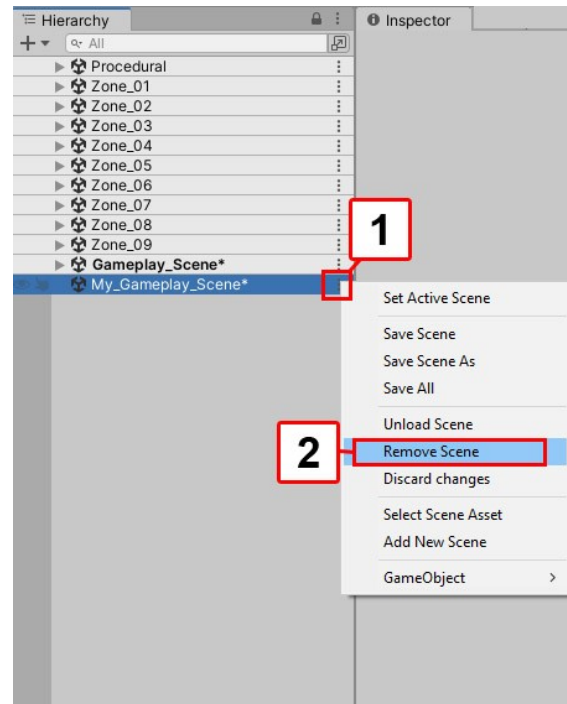 Hierarchy
Inspector
All
Procedural
Zone_01
Zone_02
Zone_03
Zone_04
Zone_05
Zone_06
Zone_07
Zone_08
Zone_09
Gameplay_Scene*
My_Gameplay_Scene*
1
Set Active Scene
Save Scene
Save Scene As
Save All
Unload Scene
2
Remove Scene
Discard changes
Select Scene Asset
Add New Scene
GameObject